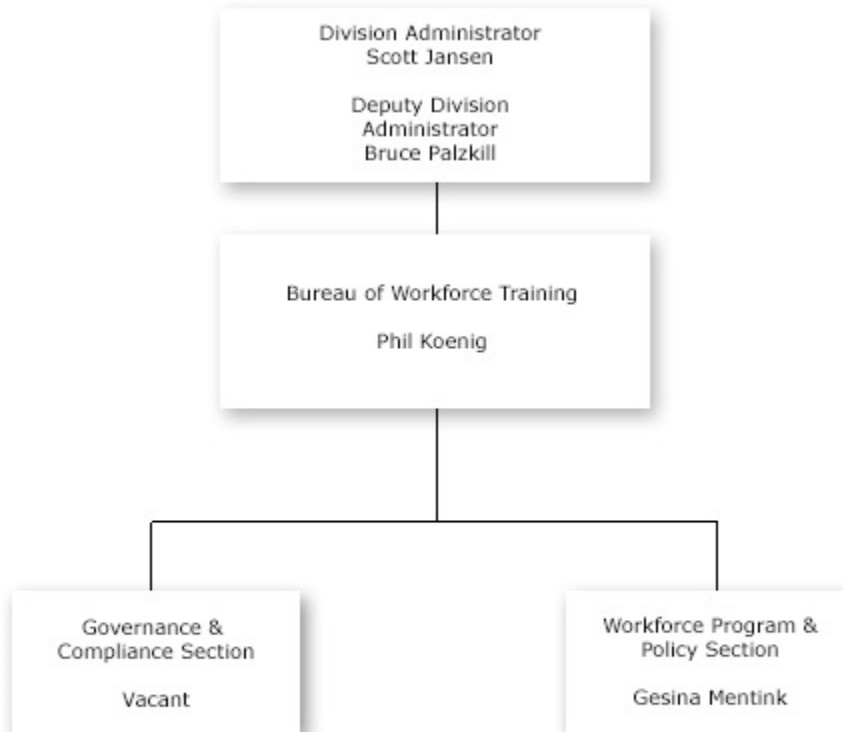 Division Administrator
Scott Jansen
Deputy Division
Administrator
Bruce Palzkill
Bureau of Workforce Training
Phil Koenig
Governance &
Compliance Section
Vacant
Workforce Program &
Policy Section
Gesina Mentink